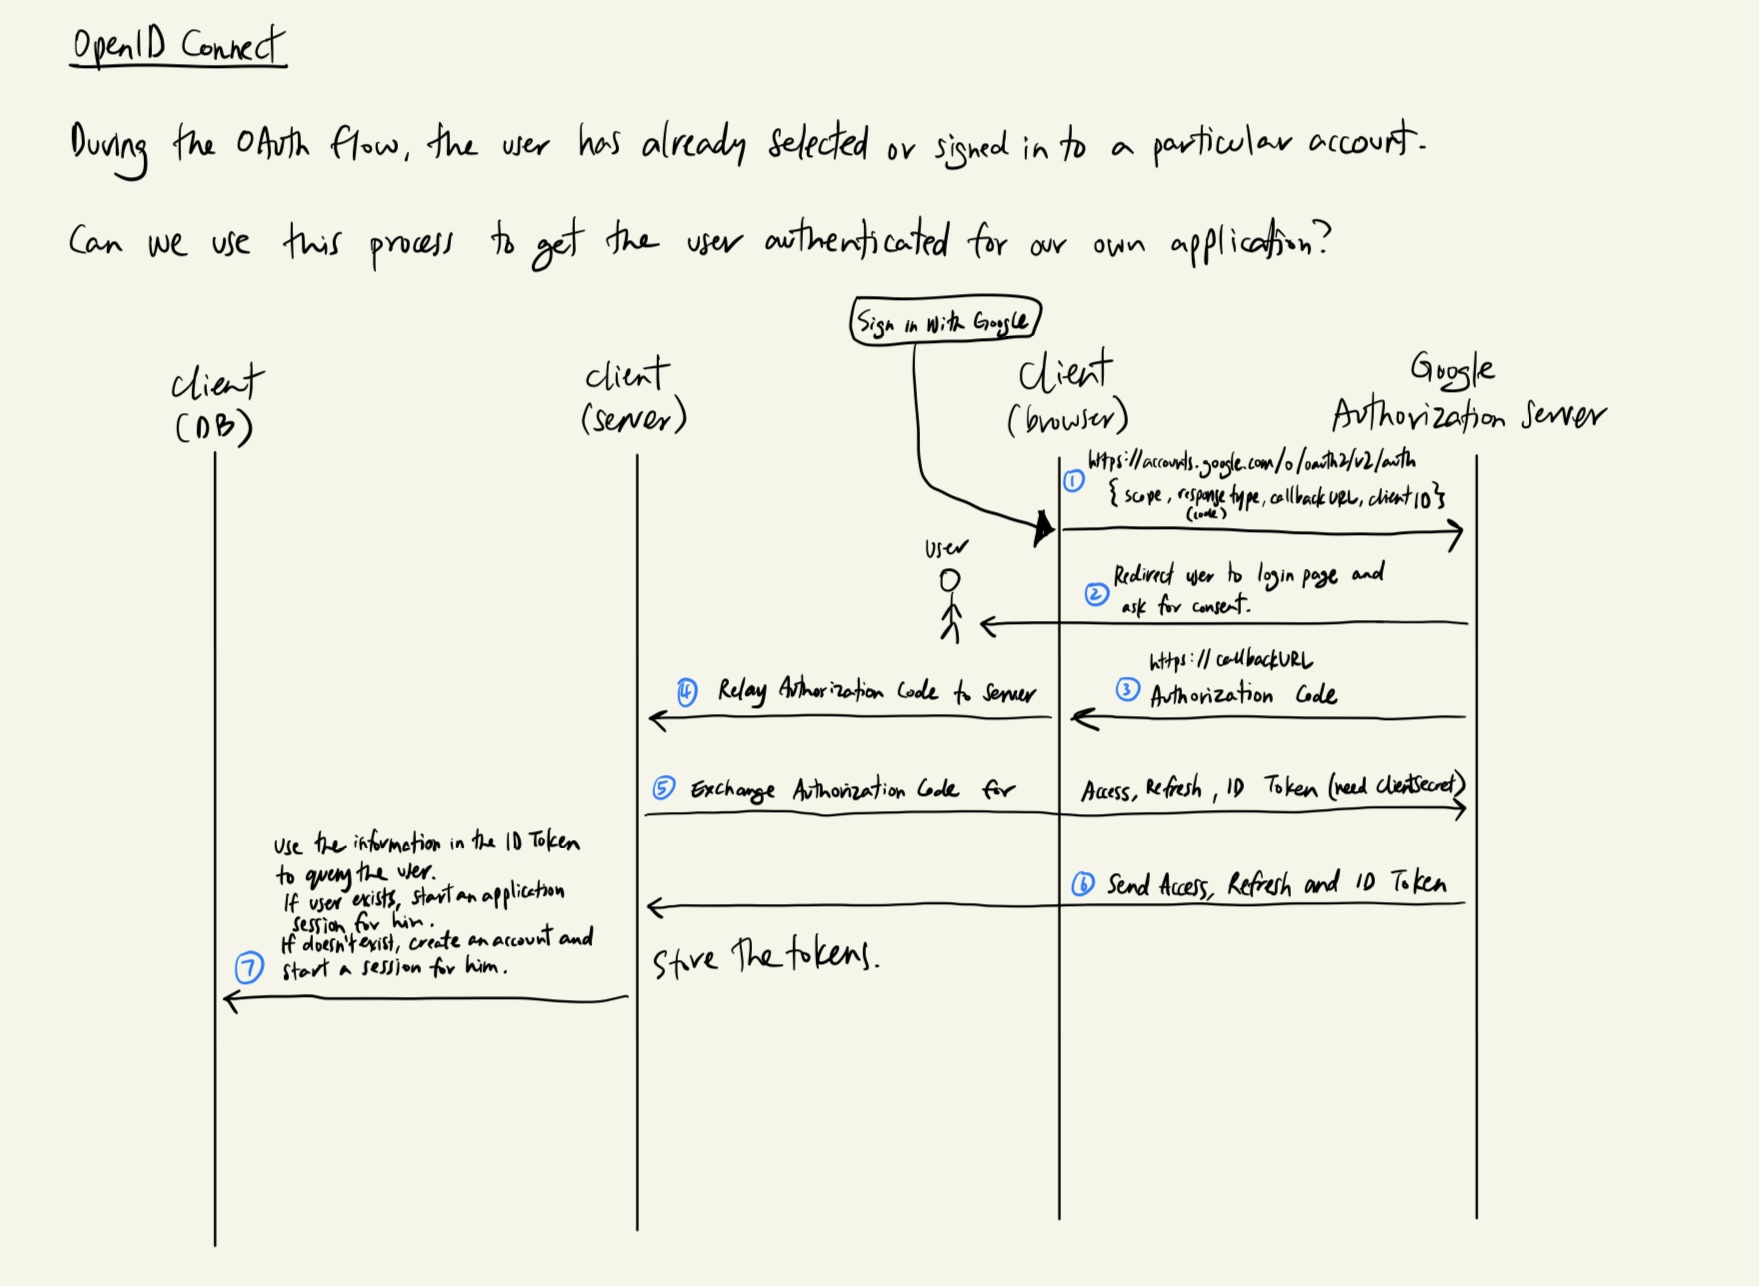 OpenID Connect
During the OAuth flow, the user has already selected or signed in to a particular account.
Can we use this process to get the user authenticated for our own application?
Sign in with Google
client
(DB)
client
(server)
Client
(browser)
Google
Authorization Server
① https://accounts.google.com/o/oauth2/v2/auth
{ scope, response type, callback URL, client ID }
(code)
User
② Redirect user to login page and
ask for consent.
https://callbackURL
③ Authorization Code
④ Relay Authorization Code to Server
⑤ Exchange Authorization Code for Access, Refresh, ID Token (need clientsecret)
⑥ Send Access, Refresh and ID Token
Store the tokens.
Use the information in the ID Token
to query the user.
If user exists, start an application
session for him.
If doesn't exist, create an account and
⑦ start a session for him.